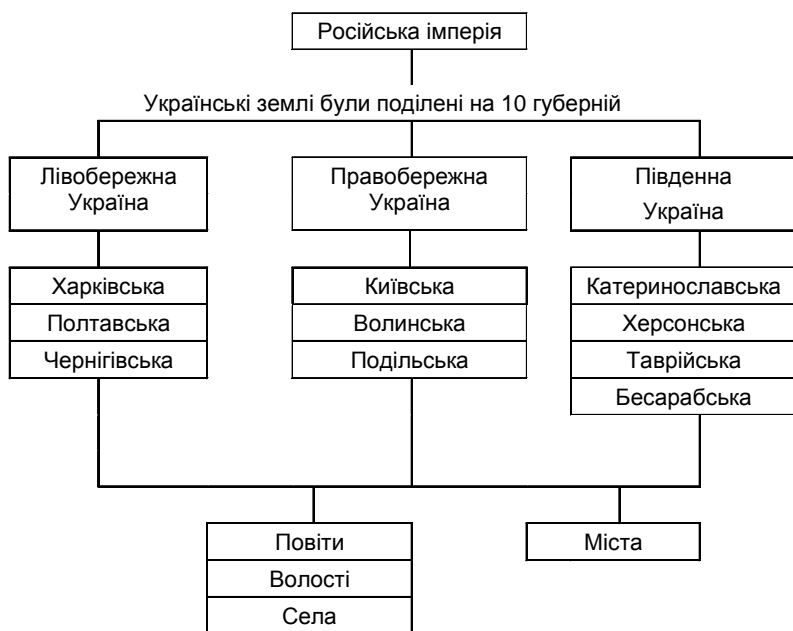 Російська імперія
Українські землі були поділені на 10 губерній
Лівобережна
Україна
Правобережна
Україна
Південна
Україна
Харківська
Полтавська
Чернігівська
Київська
Волинська
Подільська
Катеринославська
Херсонська
Таврійська
Бесарабська
Повіти
Волості
Села
Міста